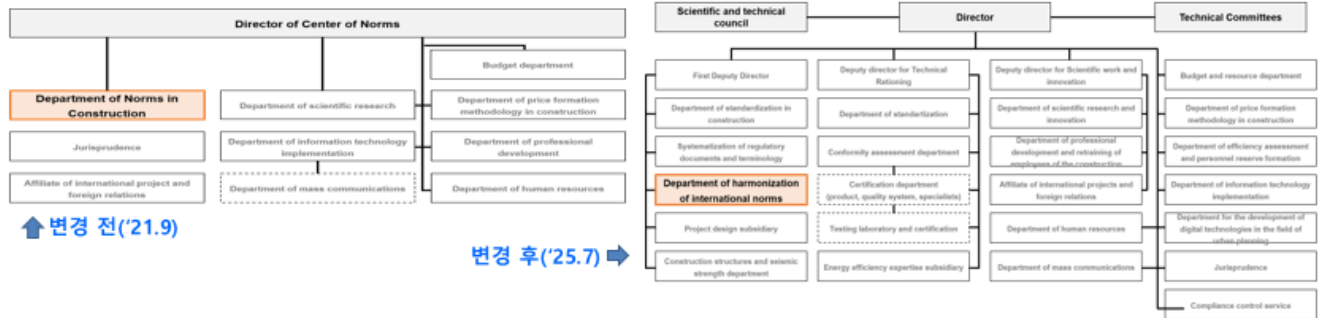 Director of Center of Norms
Budget department
Department of Norms in
Construction
Department of scientific research
Department of price formation
methodology in construction
Jurisprudence
Department of information technology
implementation
Department of professional
development
Affiliate of international project and
foreign relations
Department of mass communications
Department of human resources
변경 전('21.9)
변경 후('25.7)
Scientific and technical
council
Director
Technical Committees
First Deputy Director
Deputy director for Technical
Rationing
Deputy director for Scientific work and
innovation
Budget and resource department
Department of standardization in
construction
Department of standartization
Department of scientific research and
innovation
Department of price formation
methodology in construction
Systematization of regulatory
documents and terminology
Conformity assessment department
Department of professional
development and retraining of
employees of the construction
Department of efficiency assessment
and personnel reserve formation
Department of harmonization
of international norms
Certification department
(product, quality system, specialists)
Affiliate of international projects and
foreign relations
Department of information technology
implementation
Project design subsidiary
Testing laboratory and certification
Department of human resources
Department for the development of
digital technologies in the field of
urban planning
Construction structures and seismic
strength department
Energy efficiency expertise subsidiary
Department of mass communications
Jurisprudence
Compliance control service